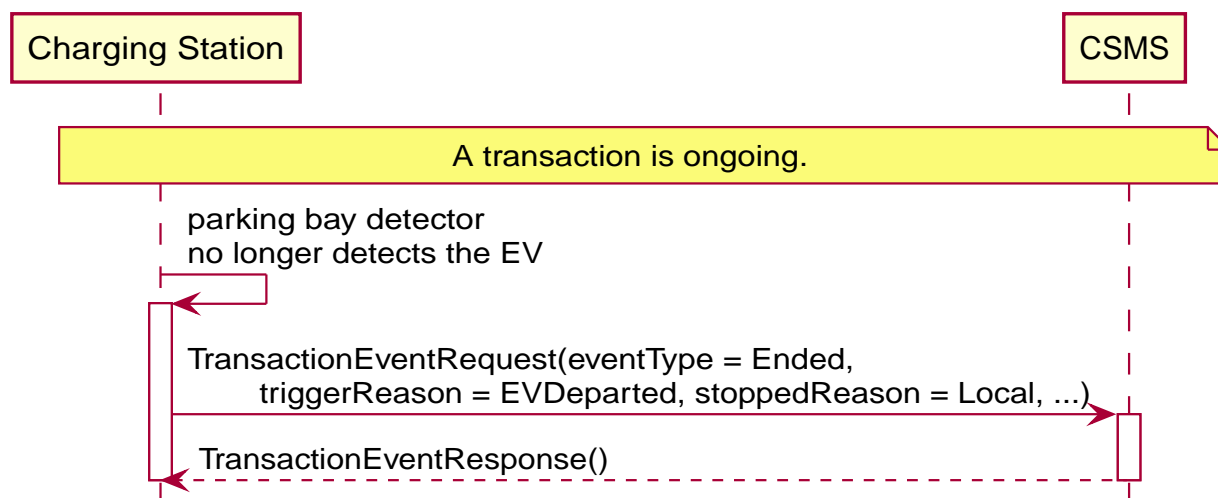 Charging Station
CSMS
A transaction is ongoing.
parking bay detector
no longer detects the EV
TransactionEventRequest(eventType = Ended,
triggerReason = EVDeparted, stoppedReason = Local, ...)
TransactionEventResponse()